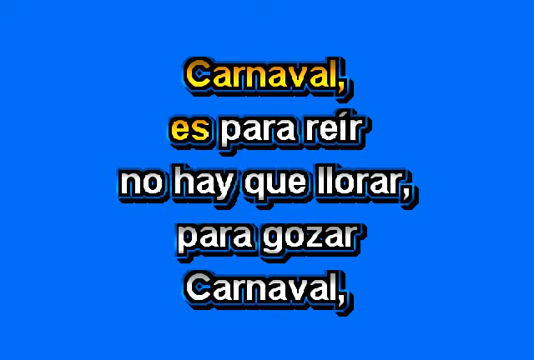 Carnaval,
es para reír
no hay que llorar,
para gozar
Carnaval,